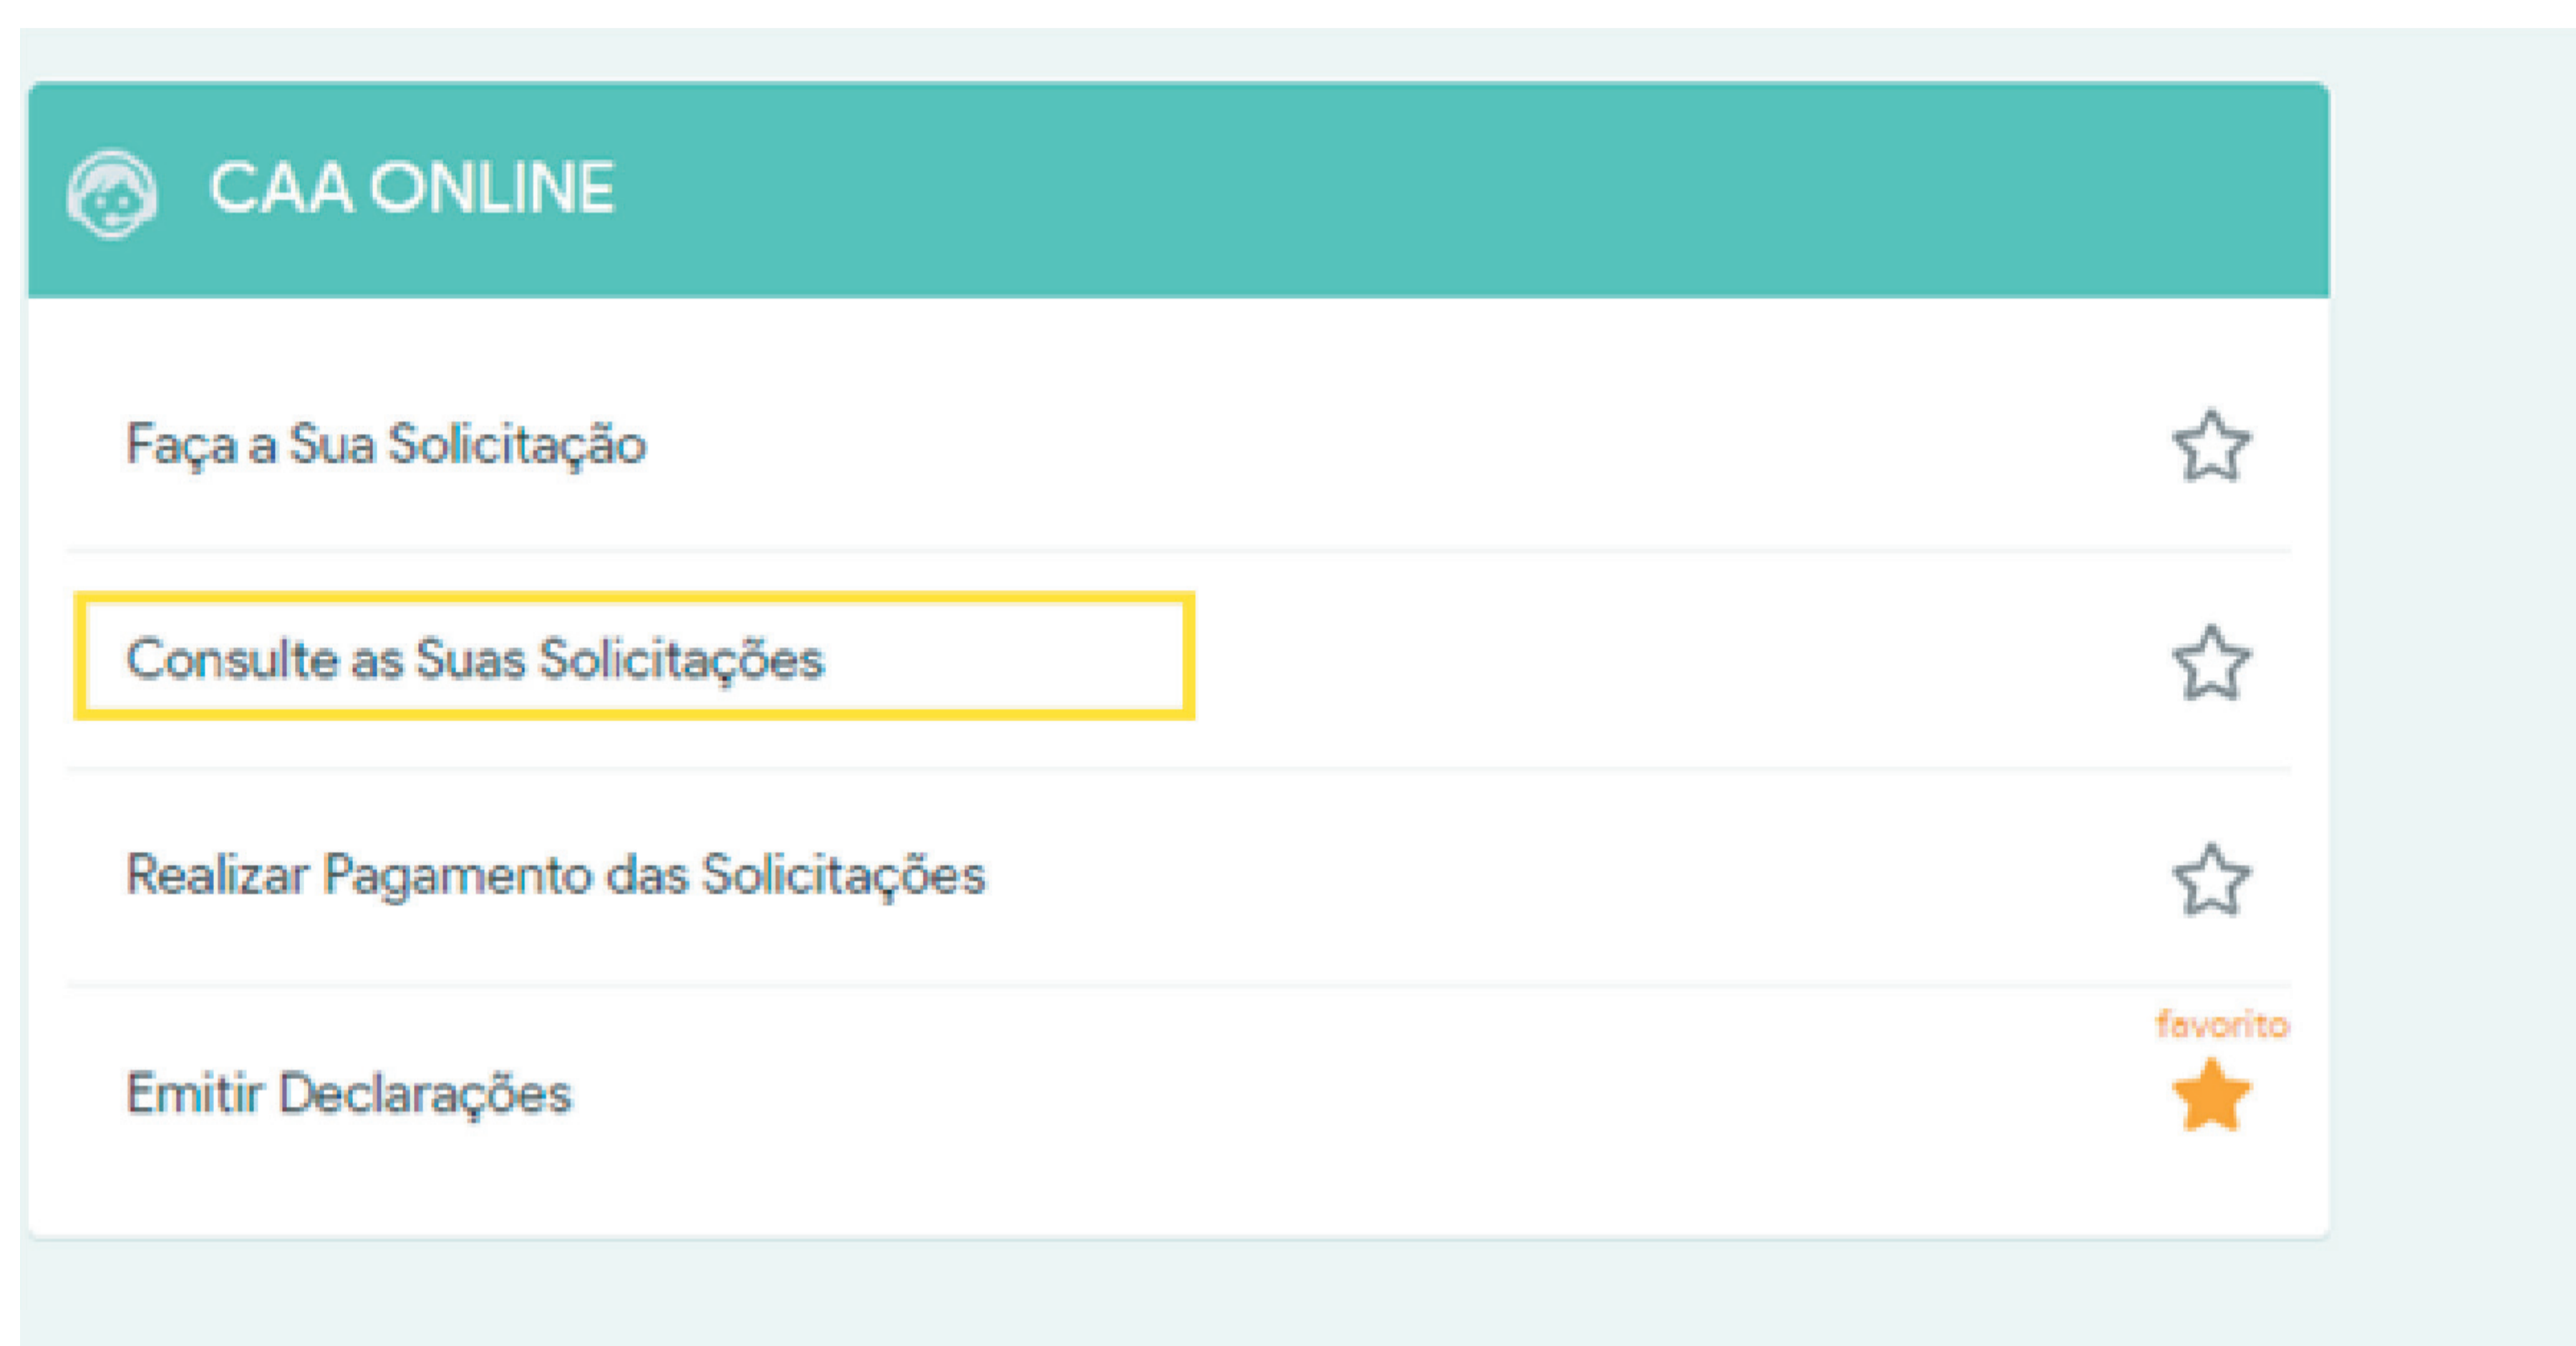 CAA ONLINE
Faça a Sua Solicitação
Consulte as Suas Solicitações
Realizar Pagamento das Solicitações
favorito
Emitir Declarações